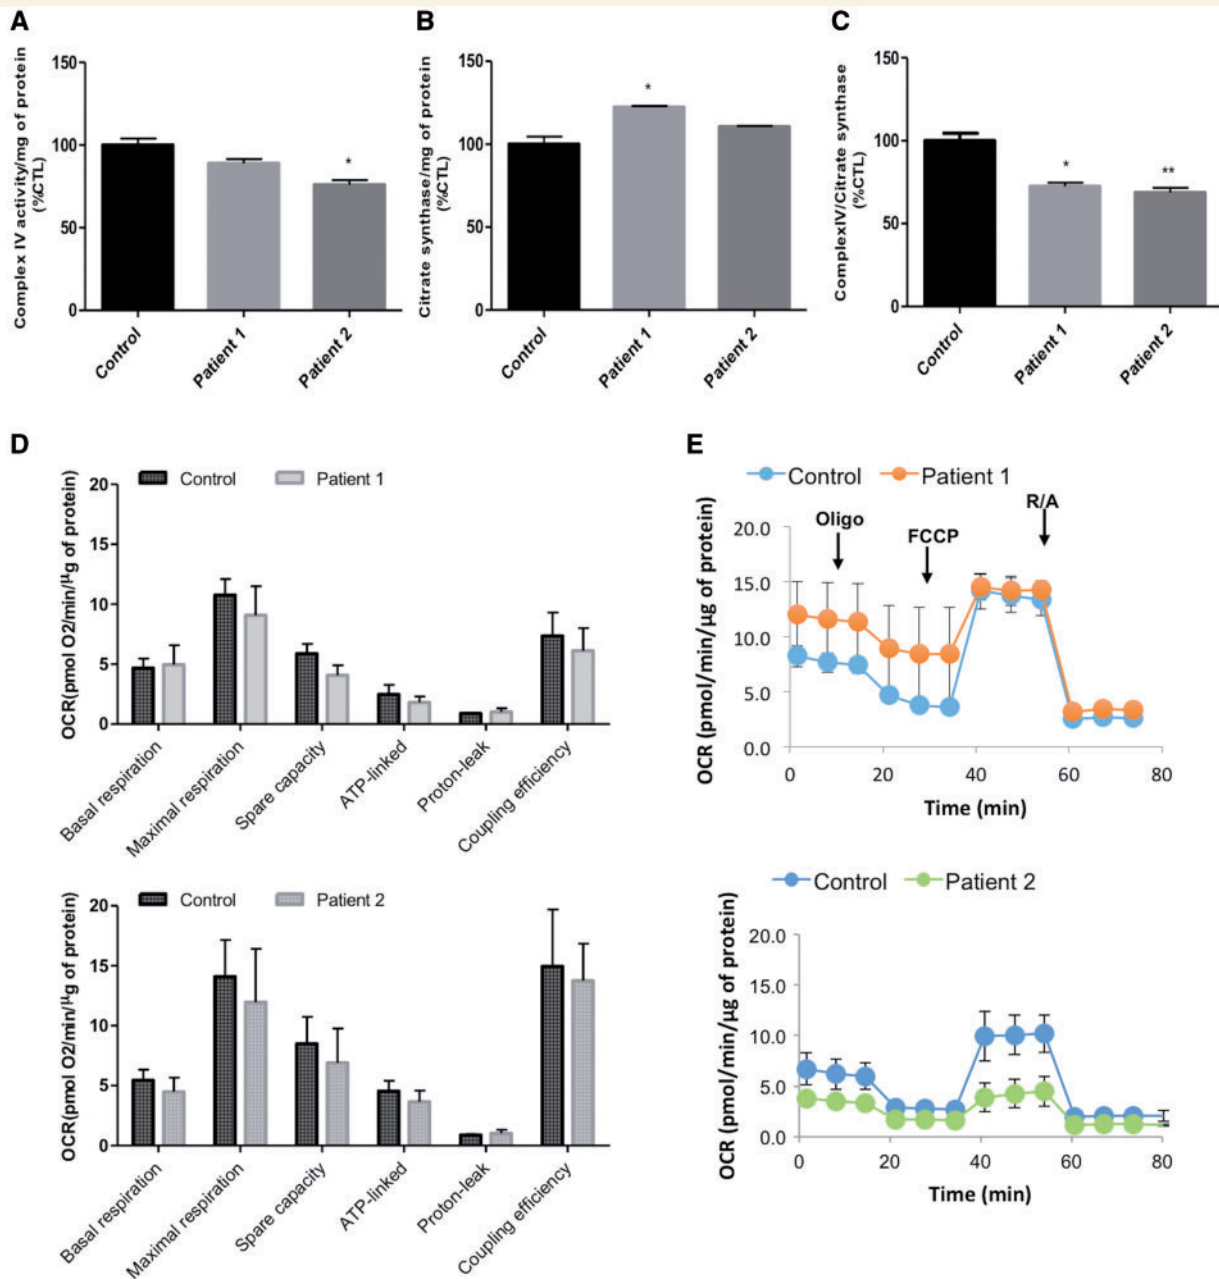 A
Complex IV activity/mg of protein
(%CTL)
150
100
50
0
*
Control
Patient 1
Patient 2
B
Citrate synthase/mg of protein
(%CTL)
150
100
50
0
*
Control
Patient 1
Patient 2
C
ComplexIV/Citrate synthase
(%CTL)
150
100
50
0
*
**
Control
Patient 1
Patient 2
D
Control Patient 1
OCR(pmol O2/min/µg of protein)
20
15
10
5
0
Basal respiration
Maximal respiration
Spare capacity
ATP-linked
Proton-leak
Coupling efficiency
Control Patient 2
OCR(pmol O2/min/µg of protein)
20
15
10
5
0
Basal respiration
Maximal respiration
Spare capacity
ATP-linked
Proton-leak
Coupling efficiency
E
Control Patient 1
OCR (pmol/min/µg of protein)
20.0
15.0
10.0
5.0
0.0
Oligo
FCCP
R/A
0 20 40 60 80
Time (min)
Control Patient 2
OCR (pmol/min/µg of protein)
20.0
15.0
10.0
5.0
0.0
0 20 40 60 80
Time (min)